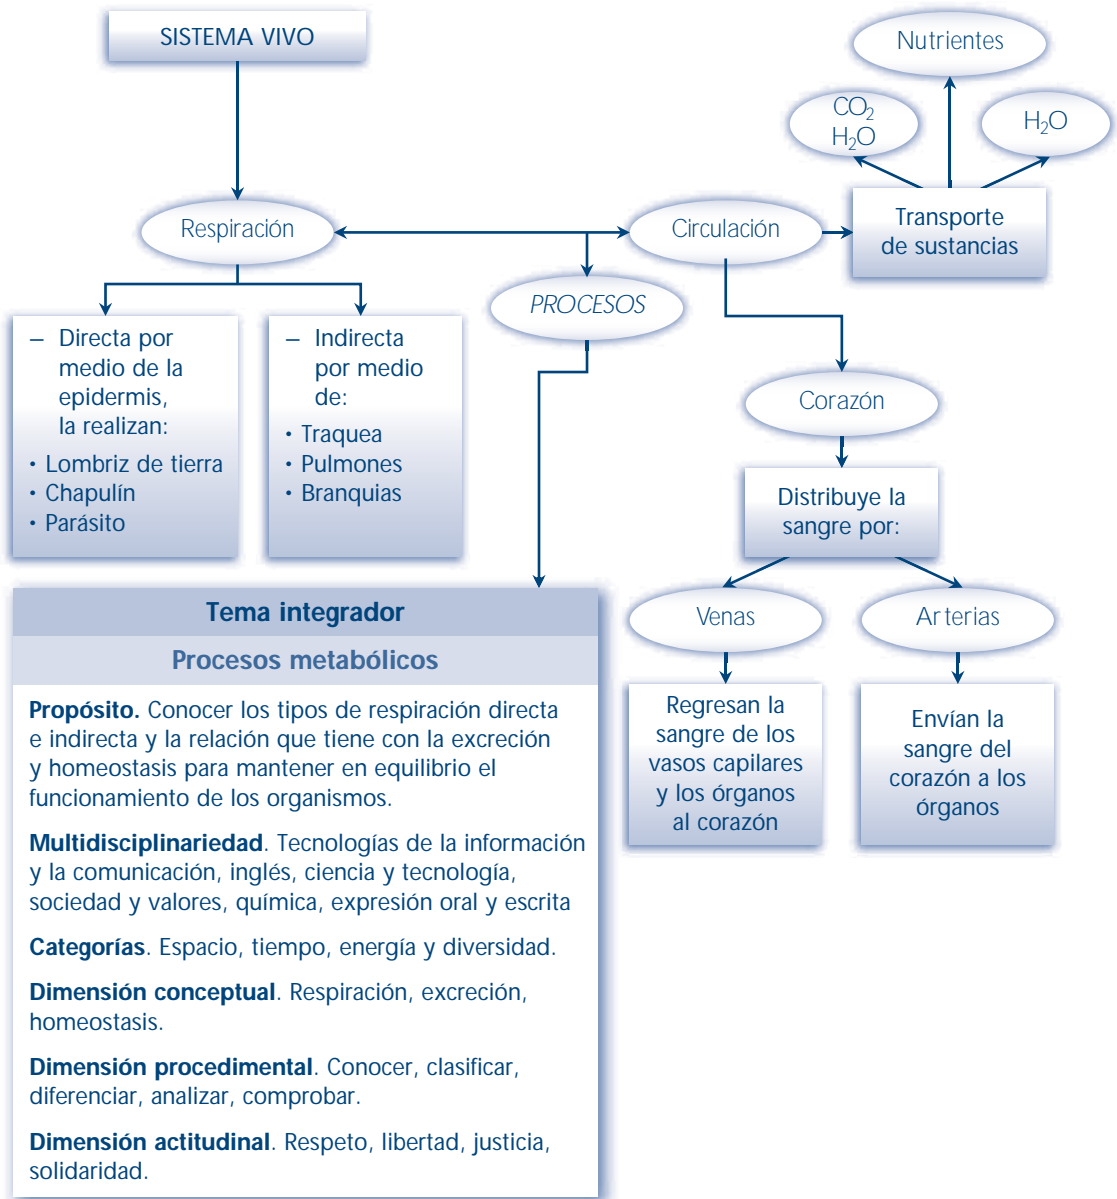 SISTEMA VIVO
Nutrientes
CO₂
H₂O
H₂O
Respiración
Circulación
Transporte
de sustancias
PROCESOS
– Directa por
medio de la
epidermis,
la realizan:
• Lombriz de tierra
• Chapulín
• Parásito
– Indirecta
por medio
de:
• Traquea
• Pulmones
• Branquias
Corazón
Distribuye la
sangre por:
Venas
Arterias
Regresan la
sangre de los
vasos capilares
y los órganos
al corazón
Envían la
sangre del
corazón a los
órganos
Tema integrador
Procesos metabólicos
Propósito. Conocer los tipos de respiración directa
e indirecta y la relación que tiene con la excreción
y homeostasis para mantener en equilibrio el
funcionamiento de los organismos.
Multidisciplinariedad. Tecnologías de la información
y la comunicación, inglés, ciencia y tecnología,
sociedad y valores, química, expresión oral y escrita
Categorías. Espacio, tiempo, energía y diversidad.
Dimensión conceptual. Respiración, excreción,
homeostasis.
Dimensión procedimental. Conocer, clasificar,
diferenciar, analizar, comprobar.
Dimensión actitudinal. Respeto, libertad, justicia,
solidaridad.